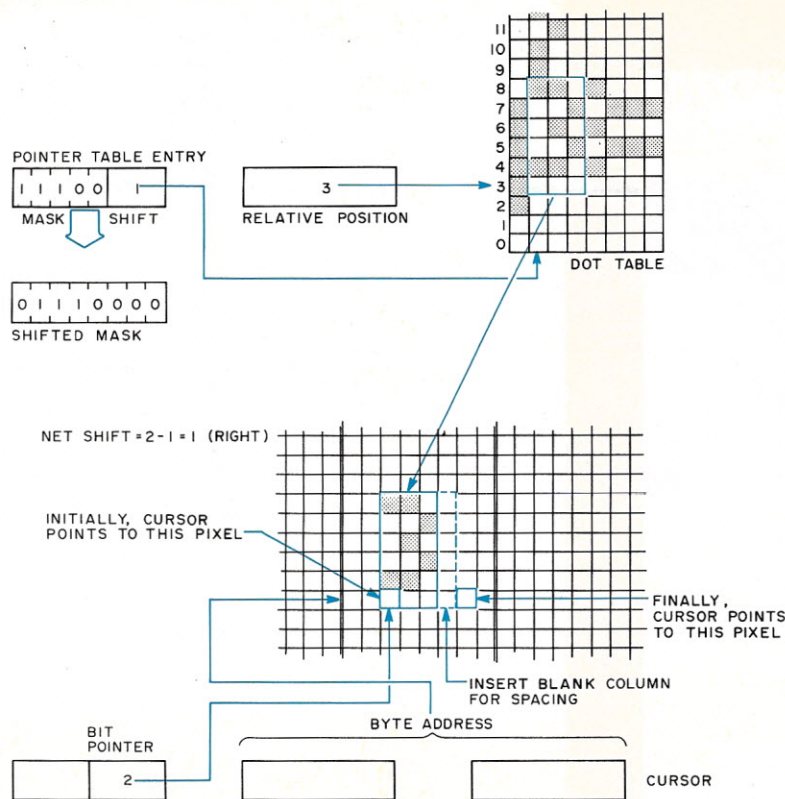 11
10
9
8
7
6
5
4
3
2
1
0
DOT TABLE
POINTER TABLE ENTRY
1 1 1 0 0 1
MASK SHIFT
3
RELATIVE POSITION
0 1 1 1 0 0 0 0
SHIFTED MASK
NET SHIFT = 2-1 = 1 (RIGHT)
INITIALLY, CURSOR
POINTS TO THIS PIXEL
FINALLY,
CURSOR POINTS
TO THIS PIXEL
INSERT BLANK COLUMN
FOR SPACING
BYTE ADDRESS
BIT
POINTER
2
CURSOR